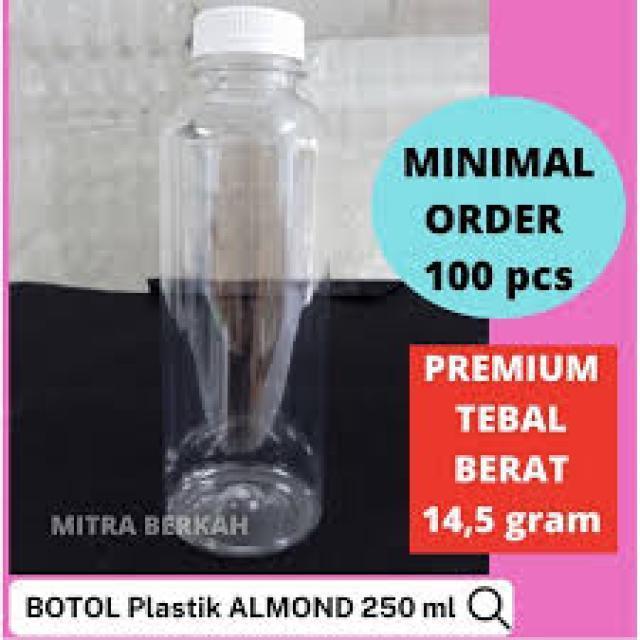 MINIMAL
ORDER
100 pcs
PREMIUM
TEBAL
BERAT
14,5 gram
MITRA BERKAH
BOTOL Plastik ALMOND 250 ml